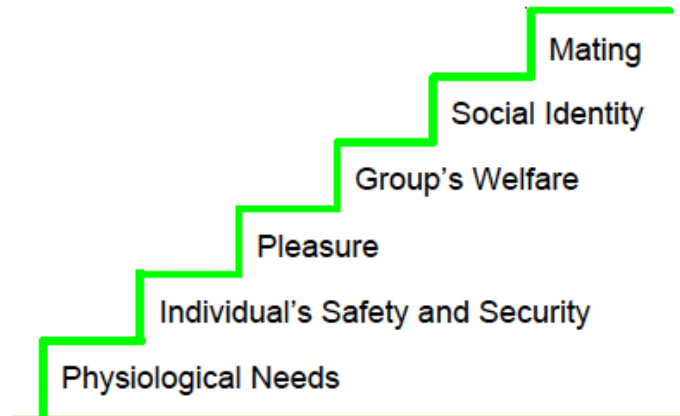 Mating
Social Identity
Group’s Welfare
Pleasure
Individual’s Safety and Security
Physiological Needs